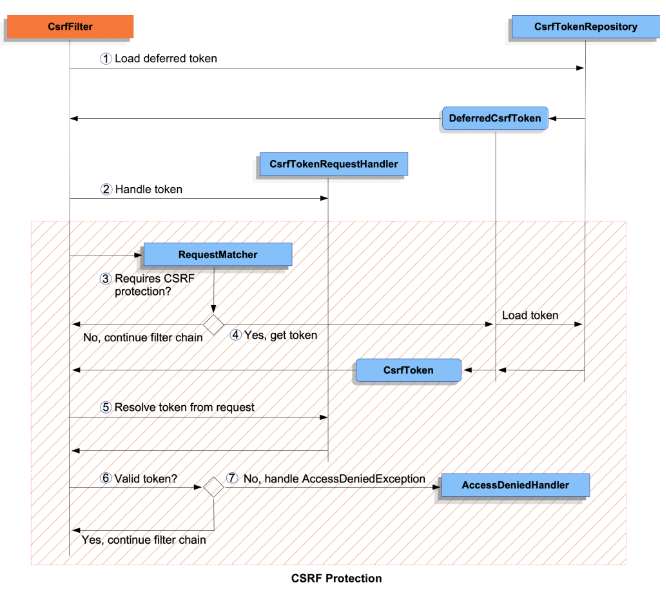 CsrfFilter
CsrfTokenRepository
1 Load deferred token
DeferredCsrfToken
CsrfTokenRequestHandler
2 Handle token
RequestMatcher
3 Requires CSRF
protection?
Load token
No, continue filter chain
4 Yes, get token
CsrfToken
5 Resolve token from request
6 Valid token?
7 No, handle AccessDeniedException
AccessDeniedHandler
Yes, continue filter chain
CSRF Protection